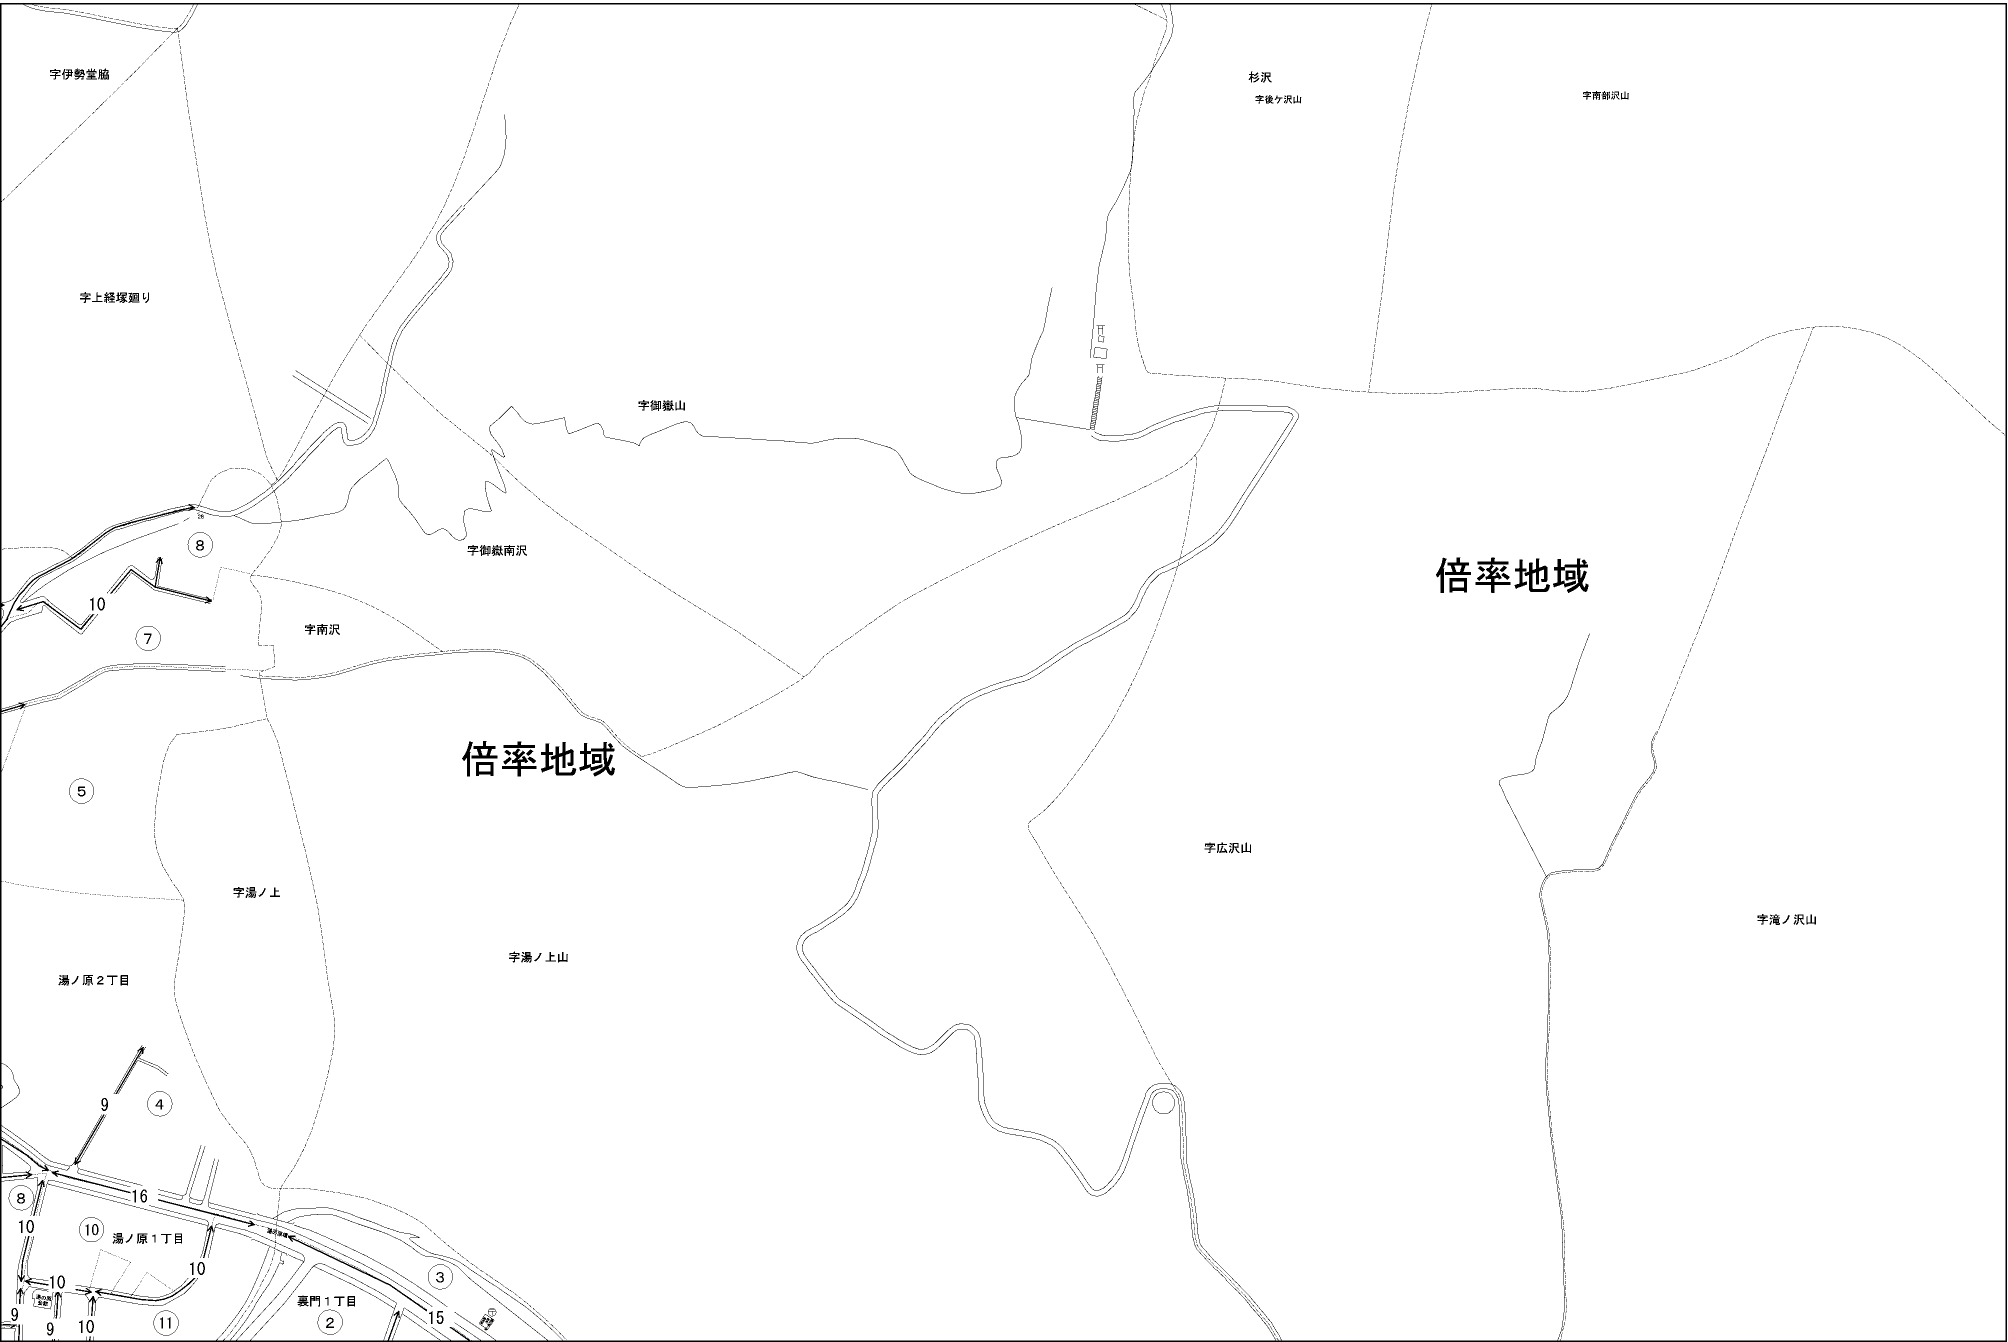 字伊勢堂脇
杉沢
字後ケ沢山
字南部沢山
字上経塚廻り
字御嶽山
28
8
字御嶽南沢
倍率地域
10
7
字南沢
倍率地域
5
字広沢山
字湯ノ上
字滝ノ沢山
字湯ノ上山
湯ノ原2丁目
9
4
16
8
10
10
湯ノ原1丁目
10
3
10
裏門1丁目
9
9
10
11
2
15